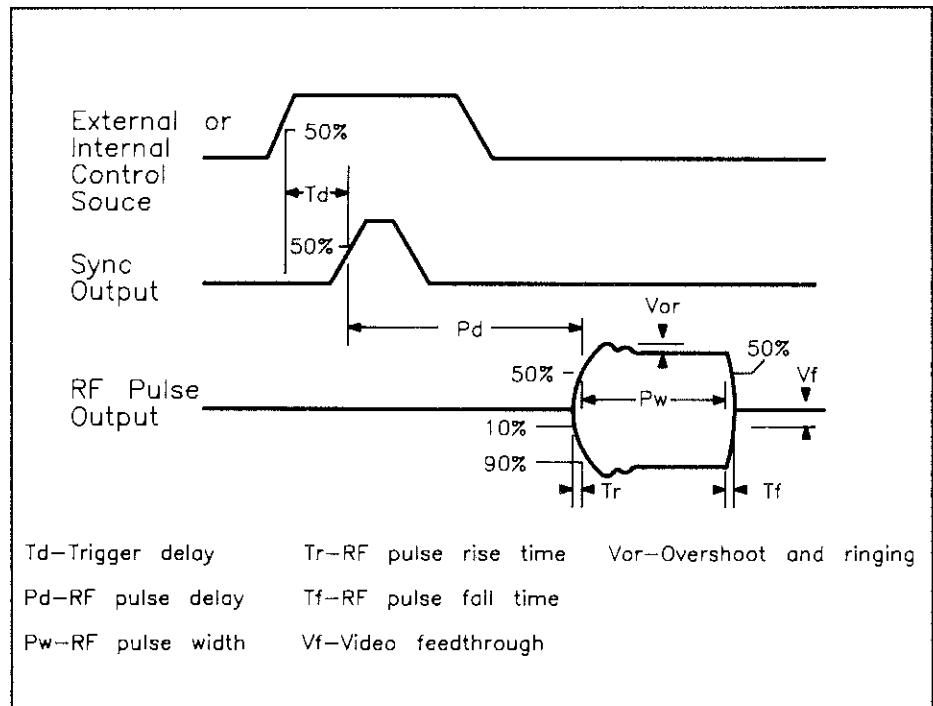 External or
Internal
Control
Souce
50%
Td
50%
Sync
Output
Pd
Vor
50%
Vf
50%
RF Pulse
Output
Pw
10%
90%
Tr
Tf
Td-Trigger delay
Tr-RF pulse rise time
Vor-Overshoot and ringing
Pd-RF pulse delay
Tf-RF pulse fall time
Pw-RF pulse width
Vf-Video feedthrough